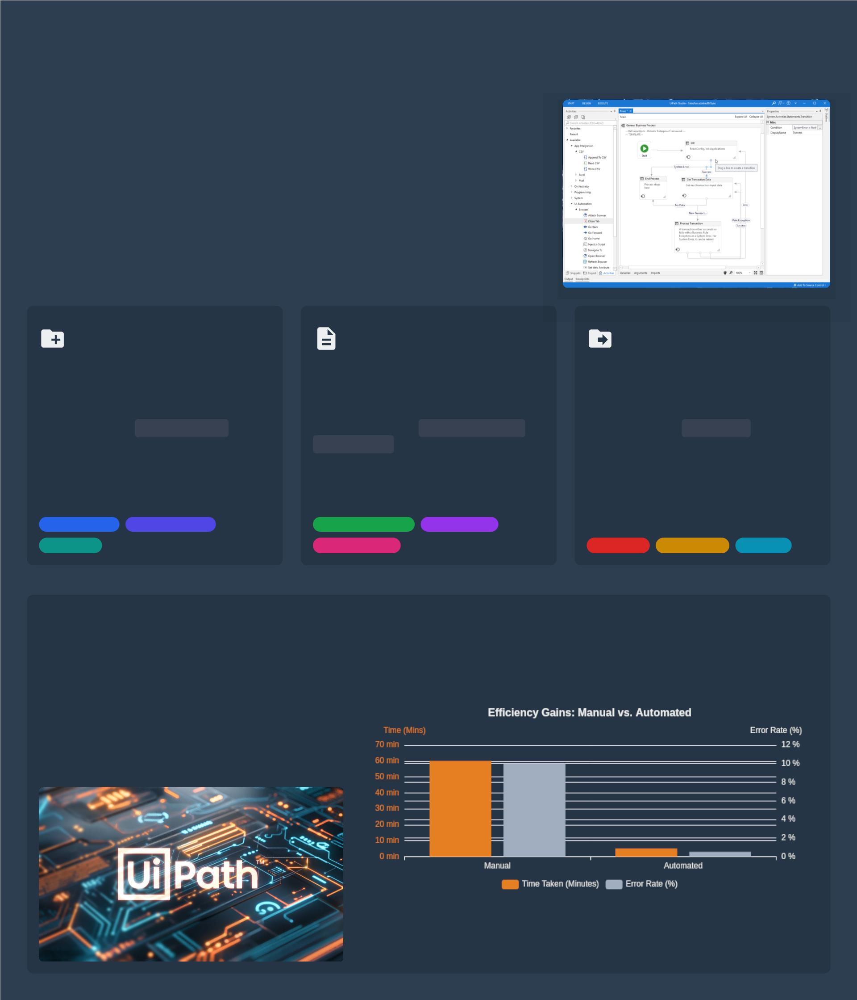 START DESIGN EXECUTE UiPath Studio - SalesforceLinkedINSync
Activities
Search activities (Ctrl+Alt+F)
Favorites
Recent
Available
App Integration
CSV
Append To CSV
Read CSV
Write CSV
Excel
Mail
Orchestrator
Programming
System
UI Automation
Browser
Attach Browser
Close Tab
Go Back
Go Forward
Go Home
Inject Js Script
Navigate To
Open Browser
Refresh Browser
Set Web Attribute
Snippets Project Activities
Output Breakpoints
Main *
Main Expand All Collapse All
General Business Process
-- ReFrameWork - Robotic Enterprise Framework --
-- TEMPLATE --
Start
Init
Read Config, Init Applications
Drag a line to create a transition
System Error
Success
End Process
Process stops
here
Get Transaction Data
Get next transaction input data
No Data
New Transact...
Error
Rule Exception
Success
Process Transaction
A transaction either succeeds or
fails with a Business Rule
Exception or a System Error. For
System Error, it can be retried.
Variables Arguments Imports 100%
Properties
System.Activities.Statements.Transition
Misc
Condition SystemError is Noth
DisplayName Success
Outline
Add To Source Control
Efficiency Gains: Manual vs. Automated
Time (Mins) Error Rate (%)
70 min 12 %
60 min 10 %
50 min 8 %
40 min 6 %
30 min 4 %
20 min 2 %
10 min 0 %
0 min
Manual Automated
Time Taken (Minutes) Error Rate (%)
UiPath™